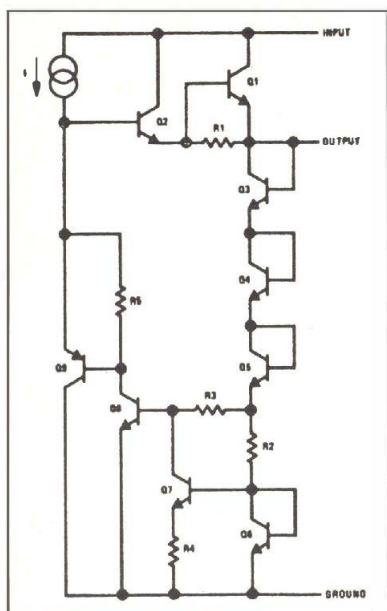 INPUT
I
Q1
Q2
R1
OUTPUT
Q3
Q4
R5
Q5
Q9
Q8
R3
R2
Q7
Q6
R4
GROUND